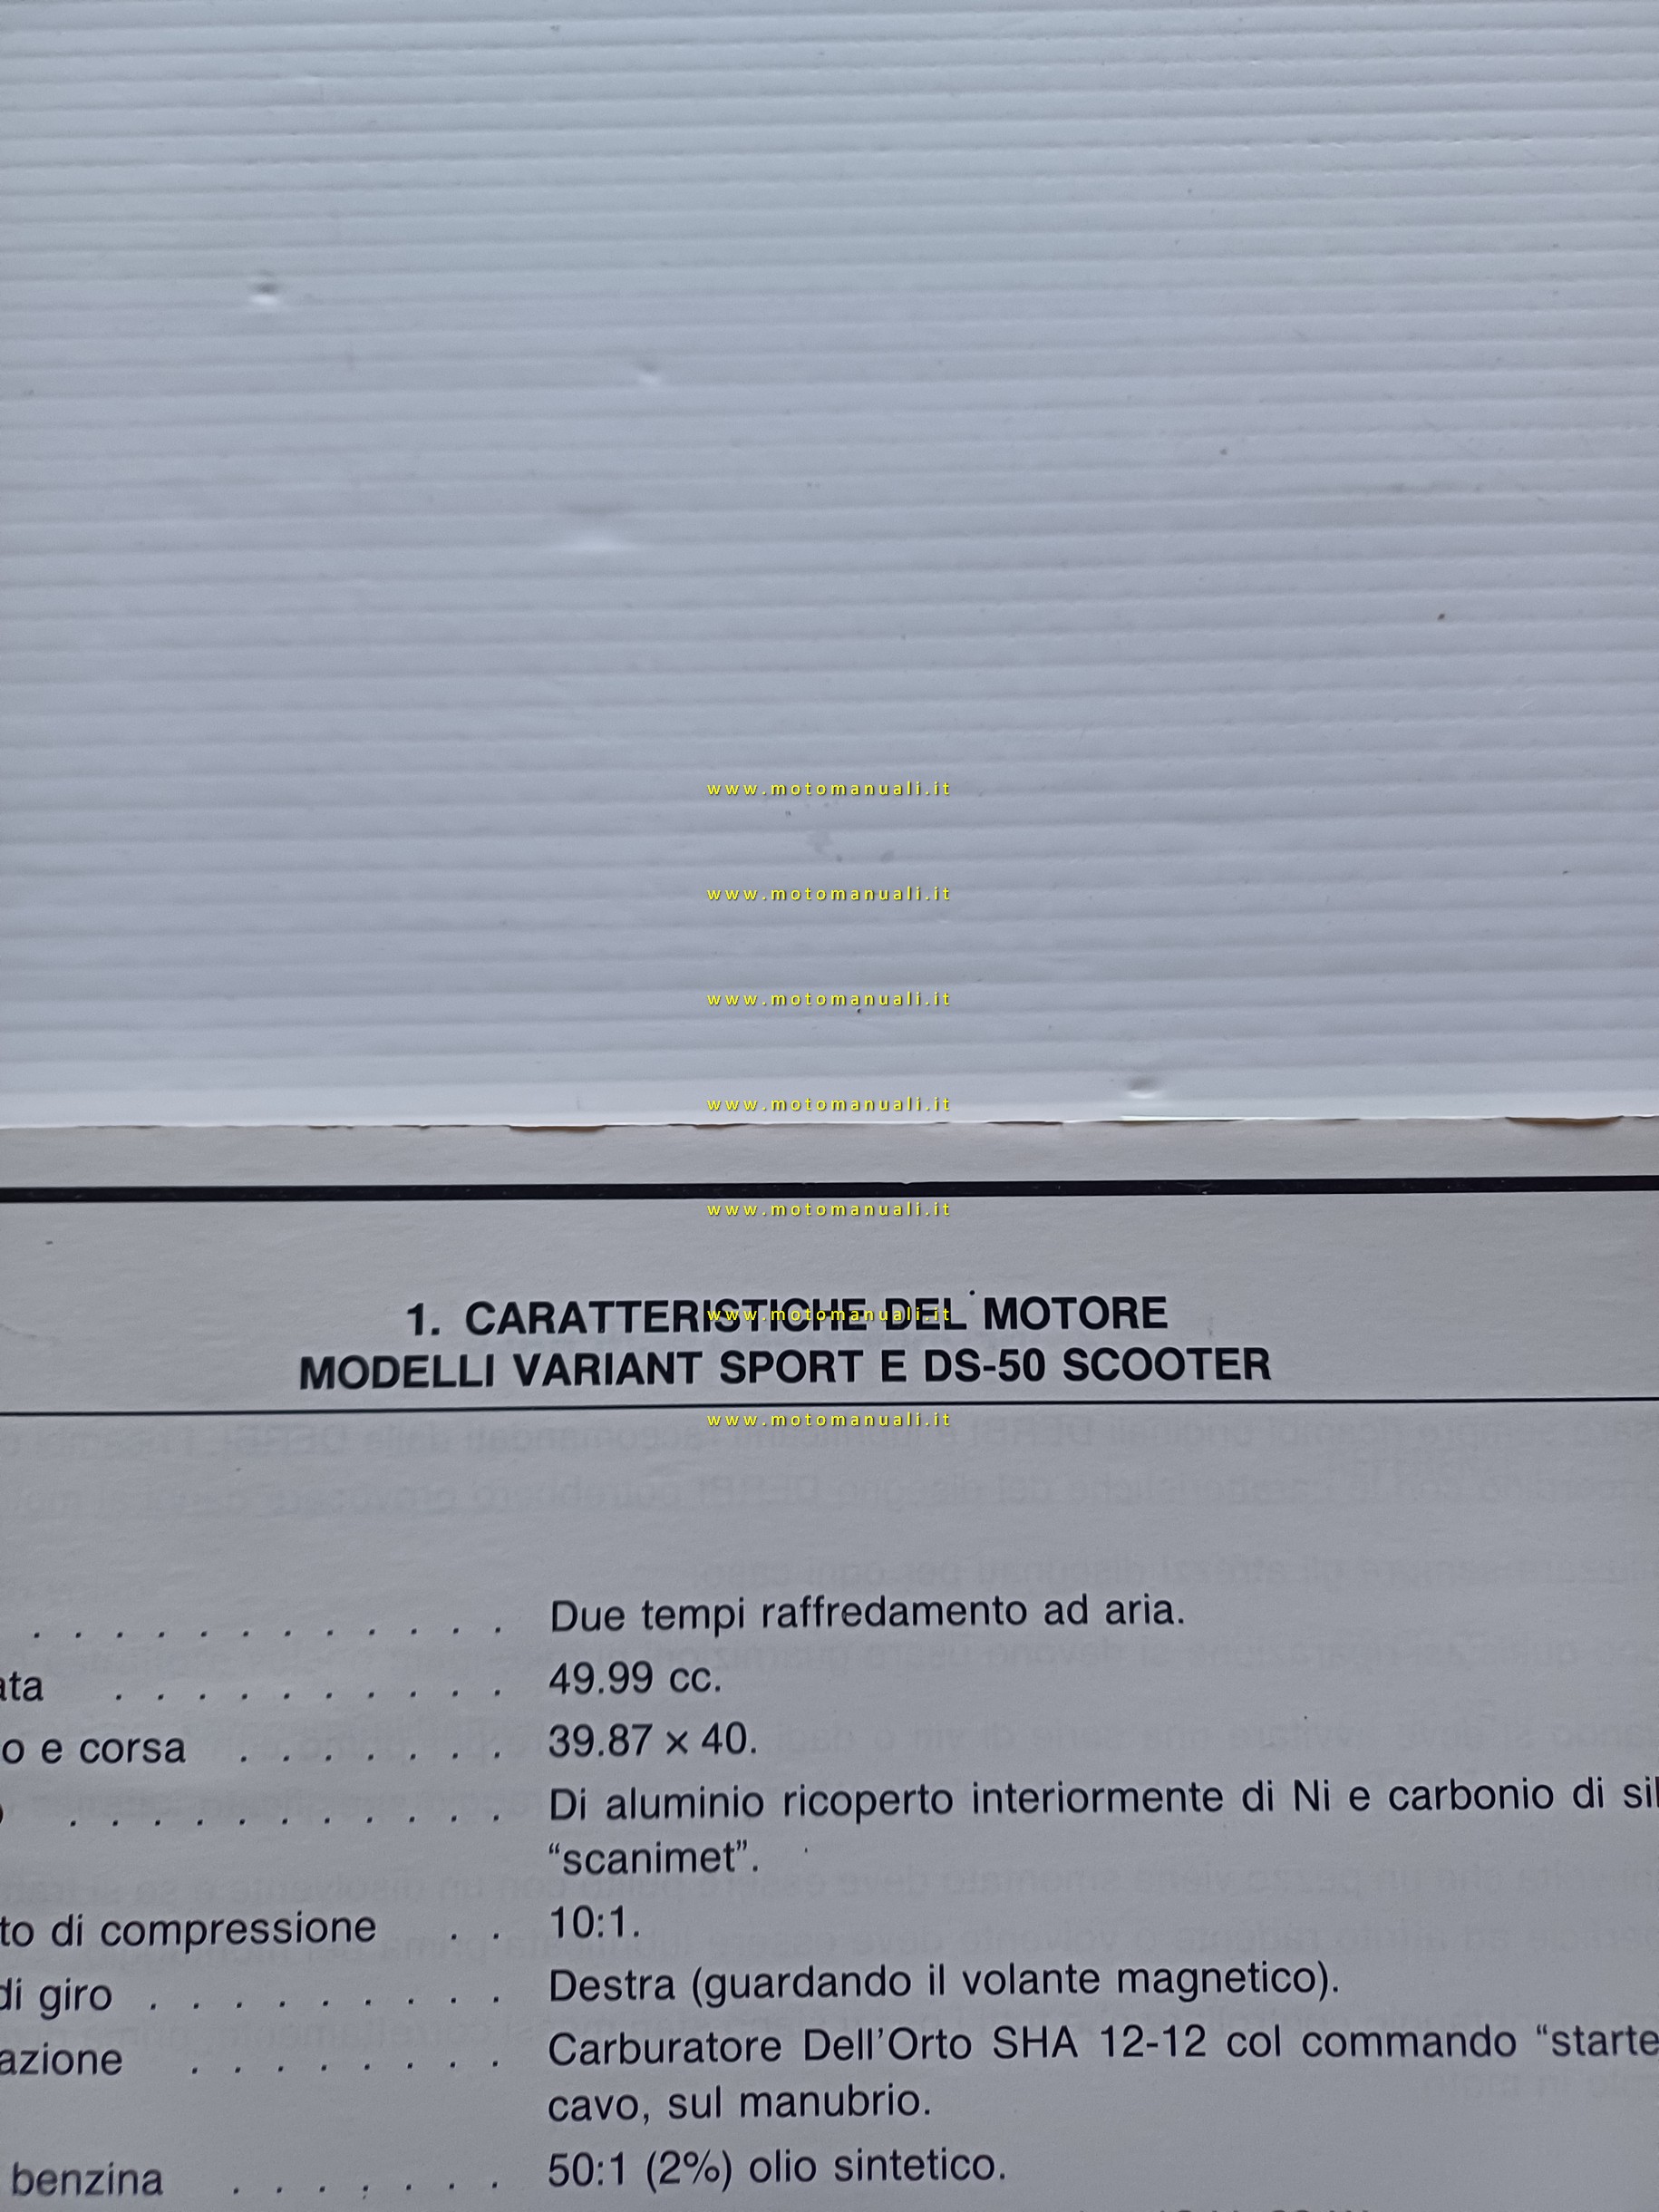 www.motomanuali.it
www.motomanuali.it
www.motomanuali.it
www.motomanuali.it
www.motomanuali.it
1. CARATTERISTICHE DEL MOTORE
www.motomanuali.it
MODELLI VARIANT SPORT E DS-50 SCOOTER
www.motomanuali.it
. . . . . . . . . . . . Due tempi raffredamento ad aria.
ata . . . . . . . . . . 49.99 cc.
o e corsa . . . . . . . 39.87 × 40.
. . . . . . . . . . . Di aluminio ricoperto interiormente di Ni e carbonio di sil
“scanimet”.
to di compressione . . 10:1.
di giro . . . . . . . . . Destra (guardando il volante magnetico).
azione . . . . . . . . Carburatore Dell’Orto SHA 12-12 col commando “starte
cavo, sul manubrio.
benzina . . . . . . . 50:1 (2%) olio sintetico.